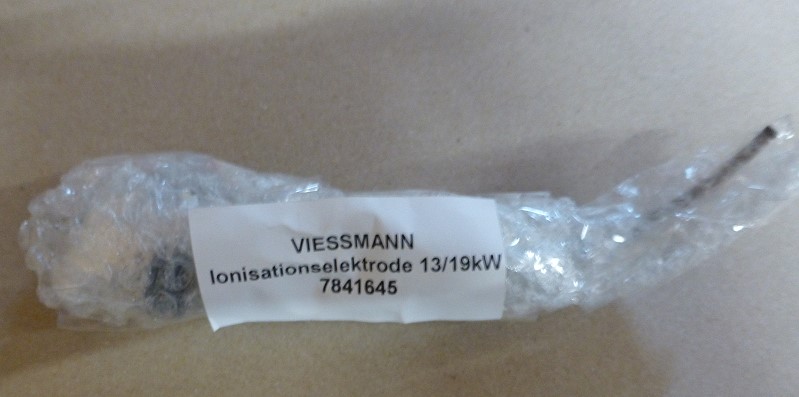 VIESSMANN
Ionisationselektrode 13/19kW
7841645